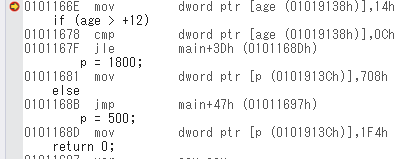 0101166E  mov         dword ptr [age (01019138h)],14h
if (age > +12)
01011678  cmp         dword ptr [age (01019138h)],0Ch
0101167F  jle         main+3Dh (0101168Dh)
p = 1800;
01011681  mov         dword ptr [p (0101913Ch)],708h
else
0101168B  jmp         main+47h (01011697h)
p = 500;
0101168D  mov         dword ptr [p (0101913Ch)],1F4h
return 0;